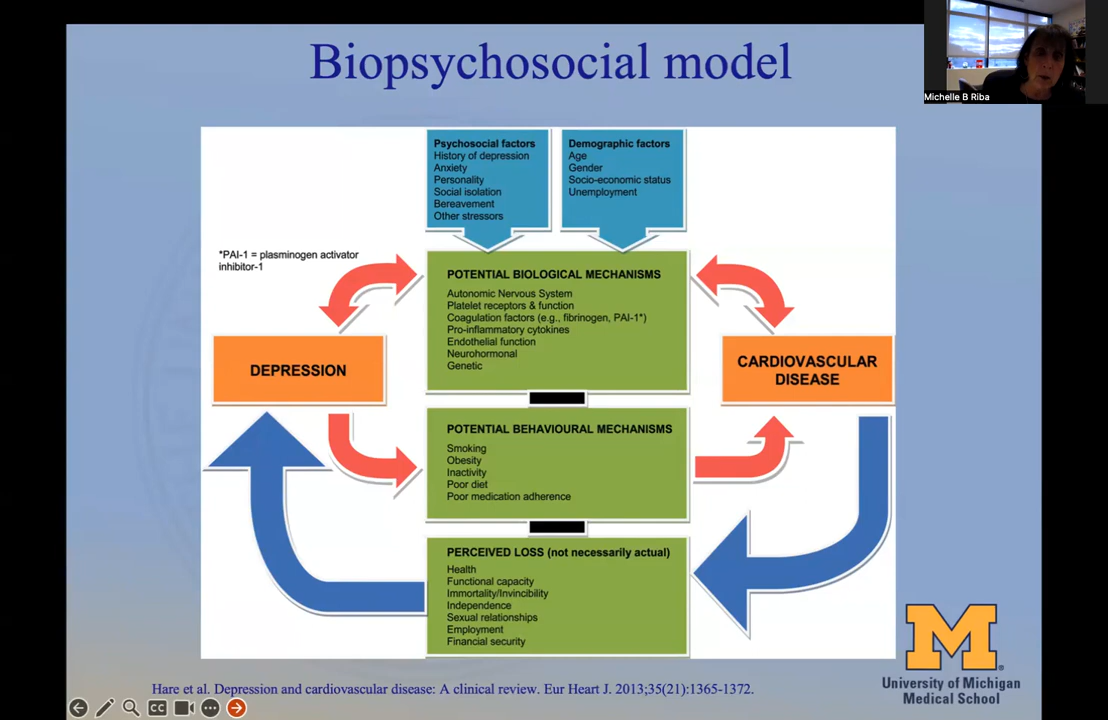 Biopsychosocial model
Michelle B Riba
Psychosocial factors
History of depression
Anxiety
Personality
Social isolation
Bereavement
Other stressors
Demographic factors
Age
Gender
Socio-economic status
Unemployment
*PAI-1 = plasminogen activator
inhibitor-1
POTENTIAL BIOLOGICAL MECHANISMS
Autonomic Nervous System
Platelet receptors & function
Coagulation factors (e.g., fibrinogen, PAI-1*)
Pro-inflammatory cytokines
Endothelial function
Neurohormonal
Genetic
DEPRESSION
CARDIOVASCULAR
DISEASE
POTENTIAL BEHAVIOURAL MECHANISMS
Smoking
Obesity
Inactivity
Poor diet
Poor medication adherence
PERCEIVED LOSS (not necessarily actual)
Health
Functional capacity
Immortality/Invincibility
Independence
Sexual relationships
Employment
Financial security
M
University of Michigan
Medical School
Hare et al. Depression and cardiovascular disease: A clinical review. Eur Heart J. 2013;35(21):1365-1372.
CC